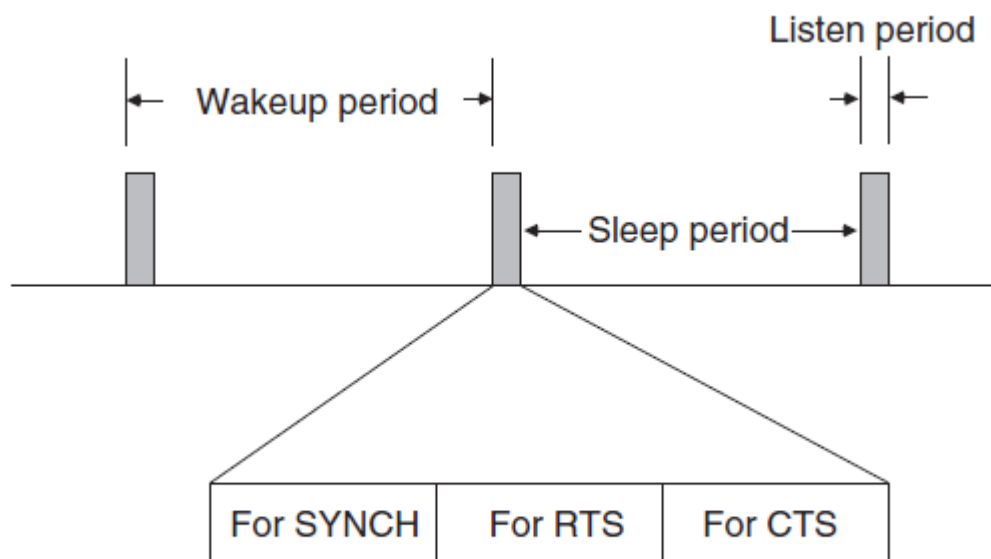 Listen period
Wakeup period
Sleep period
For SYNCH
For RTS
For CTS